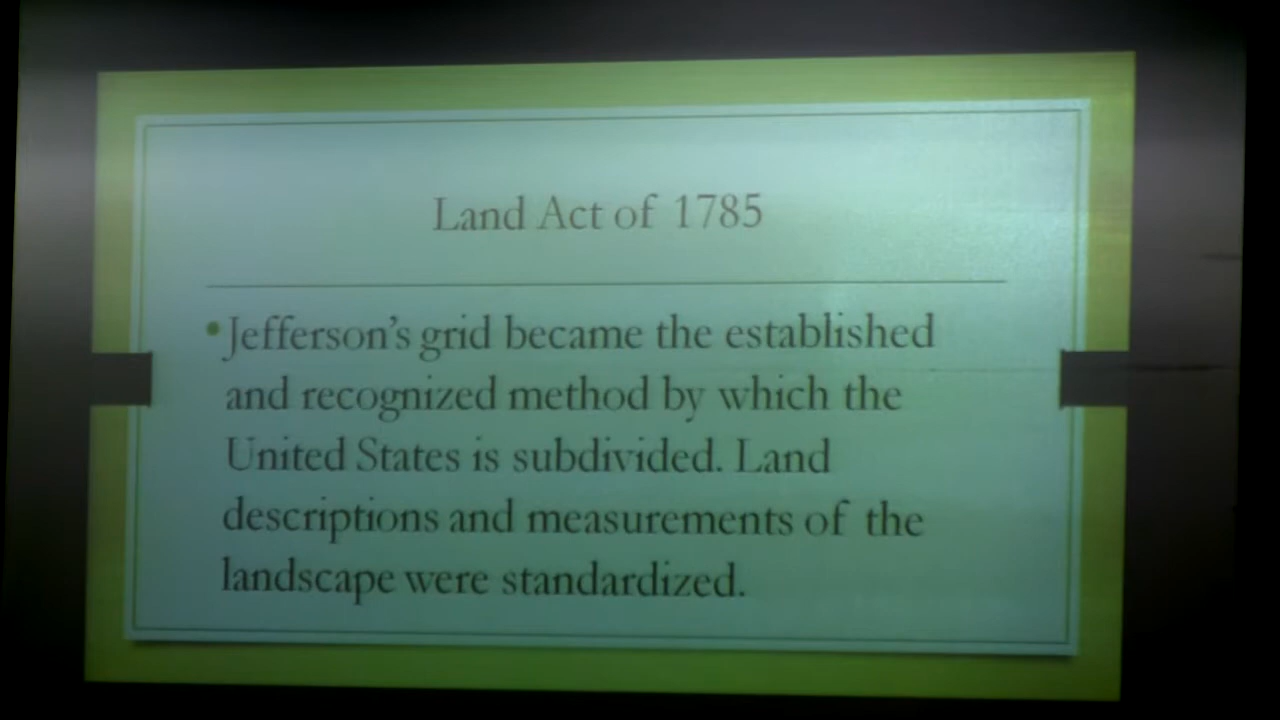 Land Act of 1785
•Jefferson's grid became the established
and recognized method by which the
United States is subdivided. Land
descriptions and measurements of the
landscape were standardized.